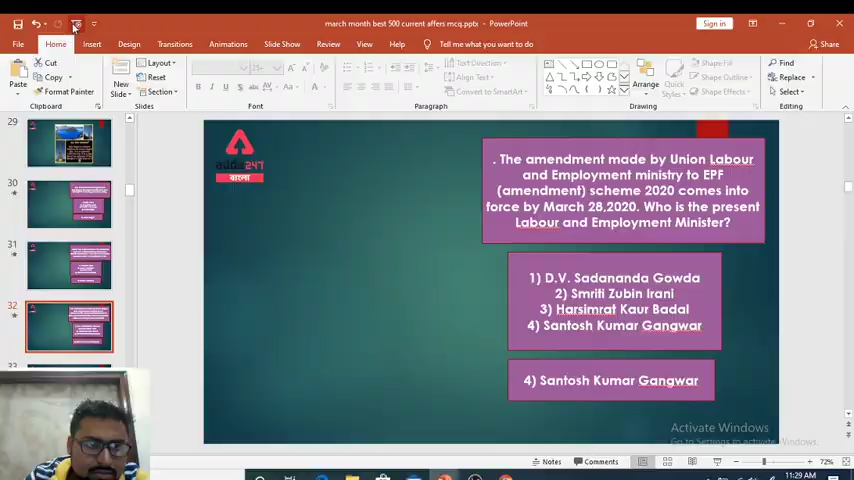 march month best 500 current affers mcq.pptx - PowerPoint
Sign in
File Home Insert Design Transitions Animations Slide Show Review View Help Tell me what you want to do Share
Paste
Cut
Copy
Format Painter
Clipboard
New
Slide
Layout
Reset
Section
Slides
Font
Text Direction
Align Text
Convert to SmartArt
Paragraph
Arrange
Quick
Styles
Shape Fill
Shape Outline
Shape Effects
Drawing
Find
Replace
Select
Editing
29
30
31
32
adda247
বাংলা
. The amendment made by Union Labour
and Employment ministry to EPF
(amendment) scheme 2020 comes into
force by March 28,2020. Who is the present
Labour and Employment Minister?
1) D.V. Sadananda Gowda
2) Smriti Zubin Irani
3) Harsimrat Kaur Badal
4) Santosh Kumar Gangwar
4) Santosh Kumar Gangwar
Activate Windows
Go to Settings to activate Windows.
Notes Comments 72%
11:29 AM